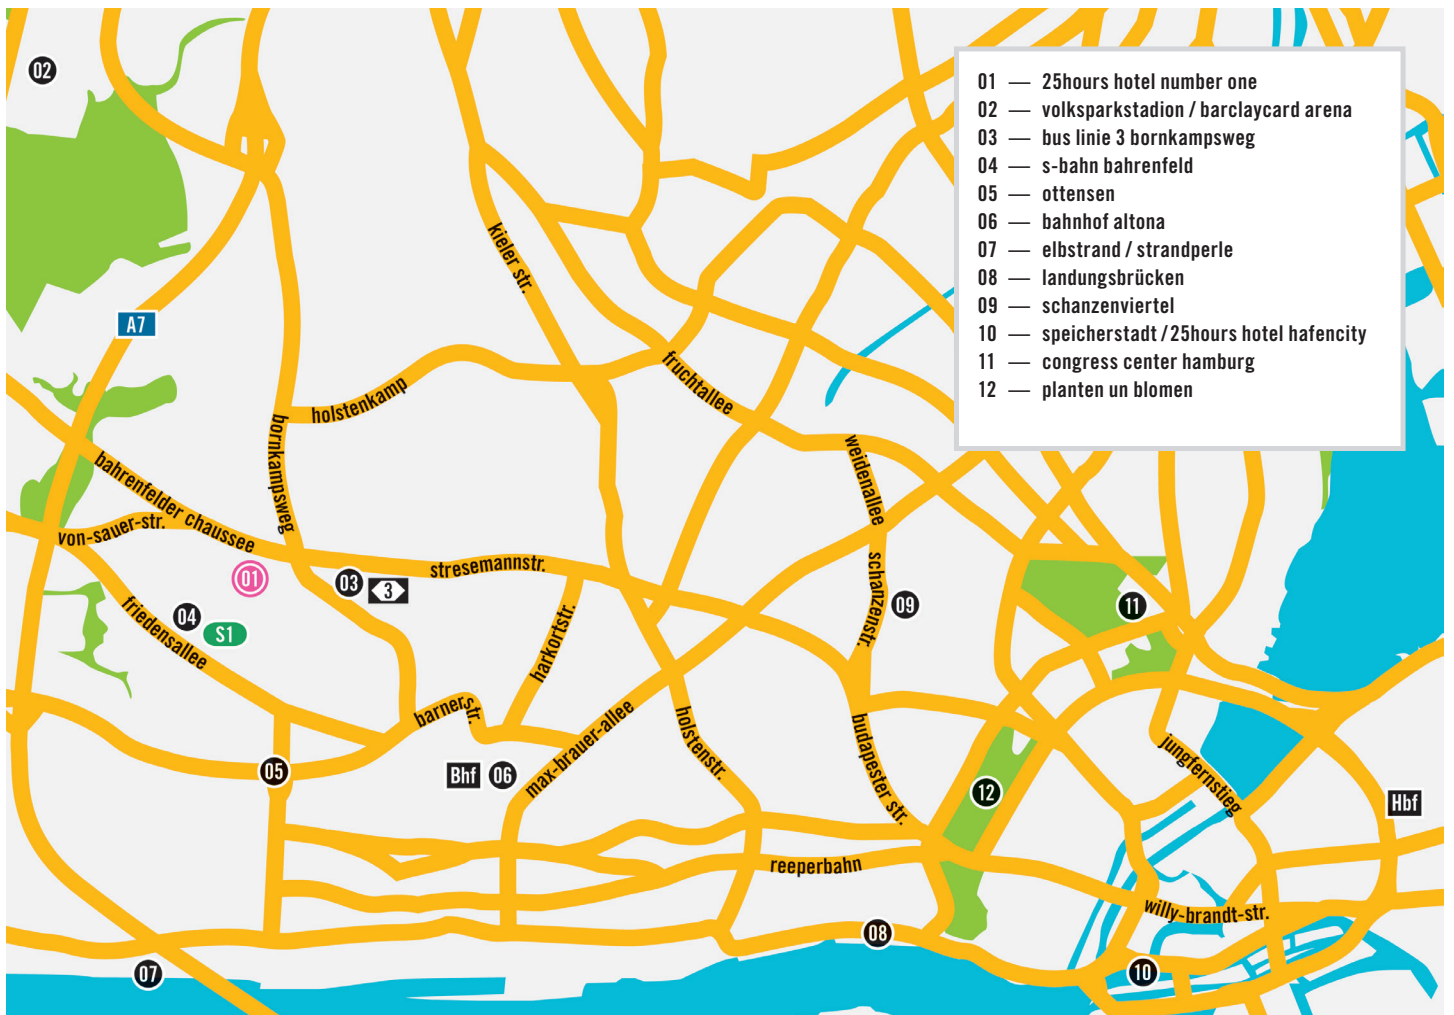 02
01 — 25hours hotel number one
02 — volksparkstadion / barclaycard arena
03 — bus linie 3 bornkampsweg
04 — s-bahn bahrenfeld
05 — ottensen
06 — bahnhof altona
07 — elbstrand / strandperle
08 — landungsbrücken
09 — schanzenviertel
10 — speicherstadt / 25hours hotel hafencity
11 — congress center hamburg
12 — planten un blomen
kieler str.
A7
fruchtallee
holstenkamp
bornkampsweg
weidenallee
bahrenfelder chaussee
von-sauer-str.
stresemannstr.
schanzenstr.
01
03
3
09
11
04
S1
friedensallee
harkortstr.
barnerstr.
max-brauer-allee
holstenstr.
budapester str.
jungfernstieg
05
Bhf
06
12
Hbf
reeperbahn
willy-brandt-str.
08
07
10